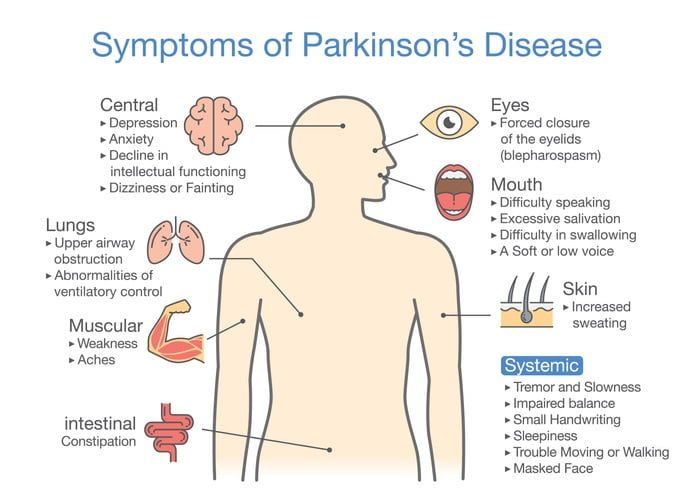 Symptoms of Parkinson's Disease
Central
▸ Depression
▸ Anxiety
▸ Decline in
intellectual functioning
▸ Dizziness or Fainting
Lungs
▸ Upper airway
obstruction
▸ Abnormalities of
ventilatory control
Muscular
▸ Weakness
▸ Aches
intestinal
Constipation
Eyes
▸ Forced closure
of the eyelids
(blepharospasm)
Mouth
▸ Difficulty speaking
▸ Excessive salivation
▸ Difficulty in swallowing
▸ A Soft or low voice
Skin
▸ Increased
sweating
Systemic
▸ Tremor and Slowness
▸ Impaired balance
▸ Small Handwriting
▸ Sleepiness
▸ Trouble Moving or Walking
▸ Masked Face